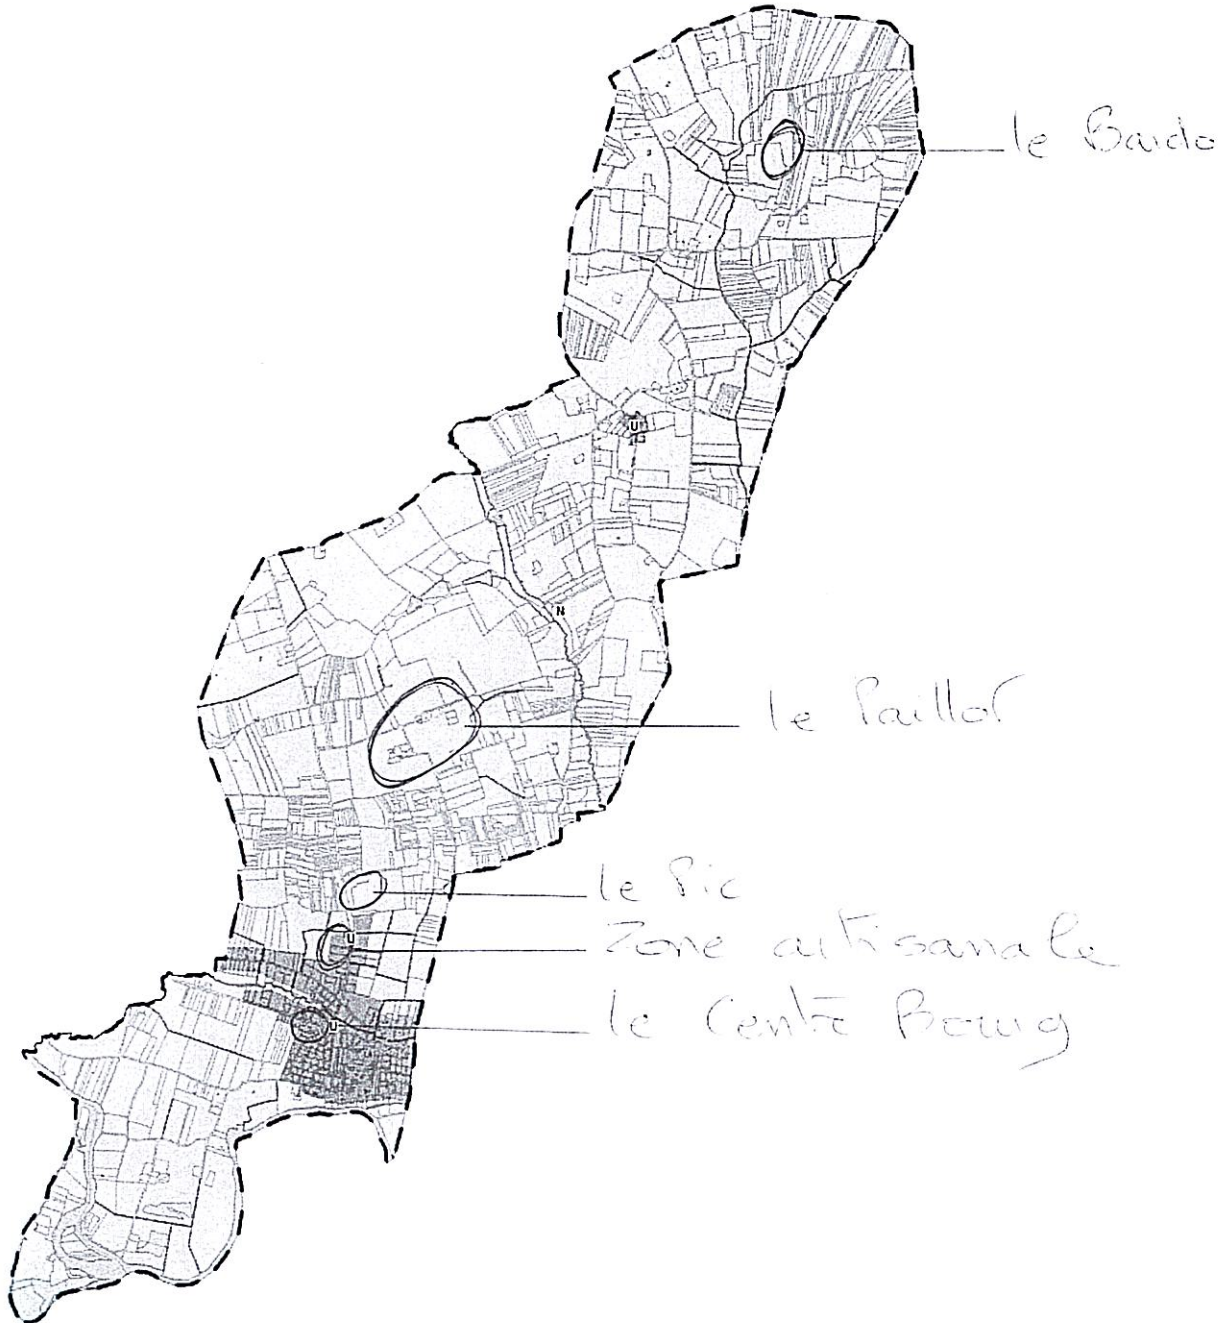 le Bardo
U
N
le Paillor
le Pic
U
Zone artisanale
U
le Centre Bourg